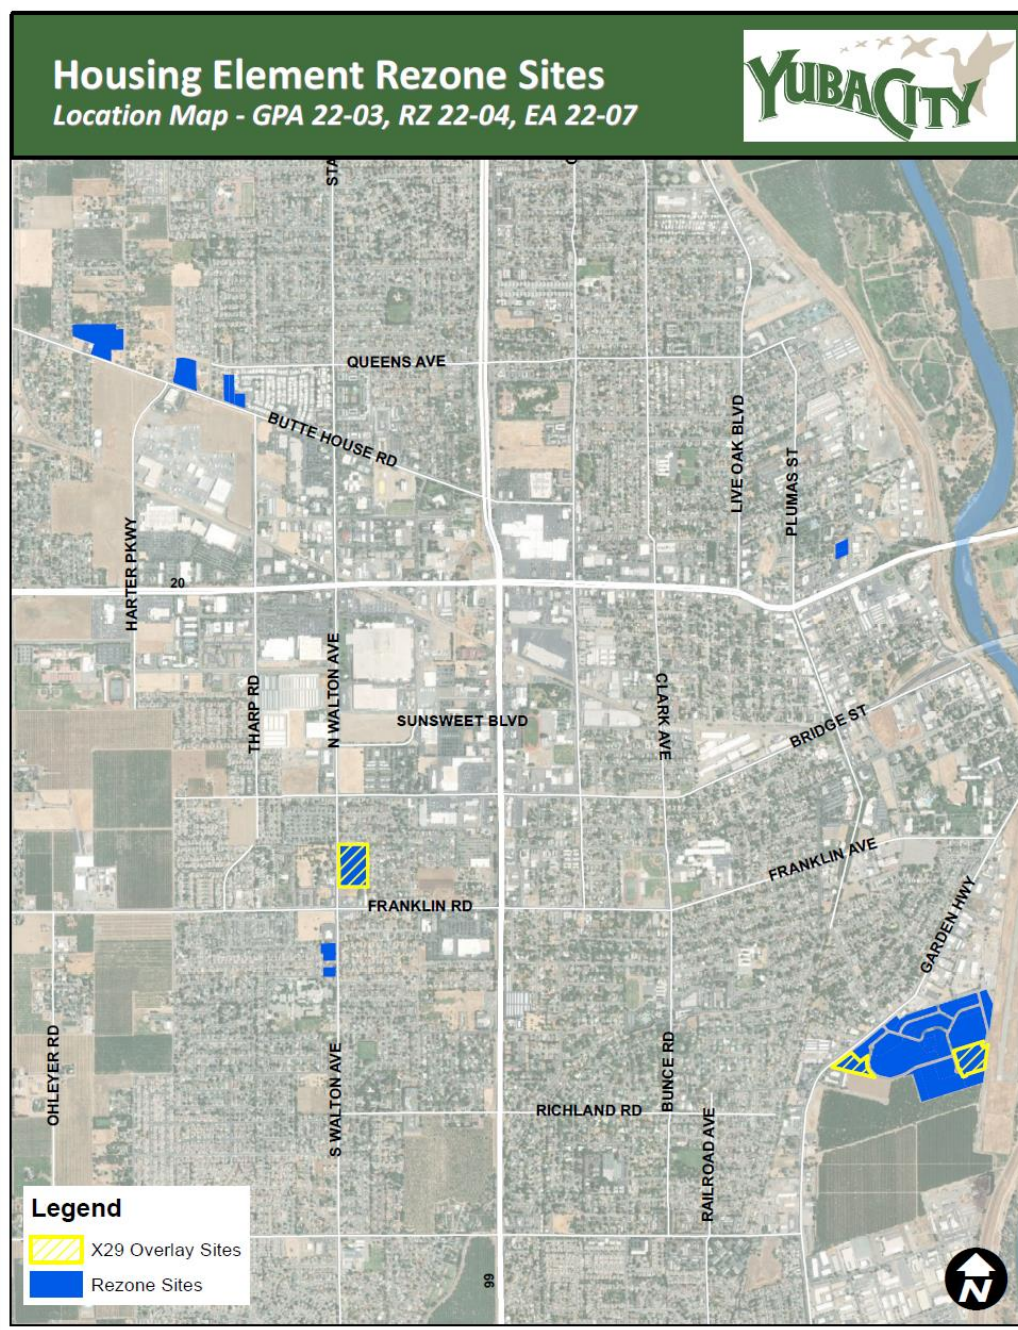 Housing Element Rezone Sites
Location Map - GPA 22-03, RZ 22-04, EA 22-07
YUBA CITY
STA
QUEENS AVE
BUTTE HOUSE RD
LIVE OAK BLVD
PLUMAS ST
HARTER PKWY
20
THARP RD
N WALTON AVE
SUNSWEET BLVD
CLARK AVE
BRIDGE ST
FRANKLIN AVE
FRANKLIN RD
GARDEN HWY
OHLEYER RD
S WALTON AVE
BUNCE RD
RICHLAND RD
RAILROAD AVE
99
Legend
X29 Overlay Sites
Rezone Sites
N